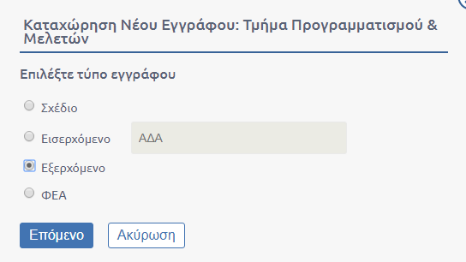 Καταχώρηση Νέου Εγγράφου: Τμήμα Προγραμματισμού &
Μελετών
Επιλέξτε τύπο εγγράφου
Σχέδιο
Εισερχόμενο ΑΔΑ
Εξερχόμενο
ΦΕΑ
Επόμενο Ακύρωση